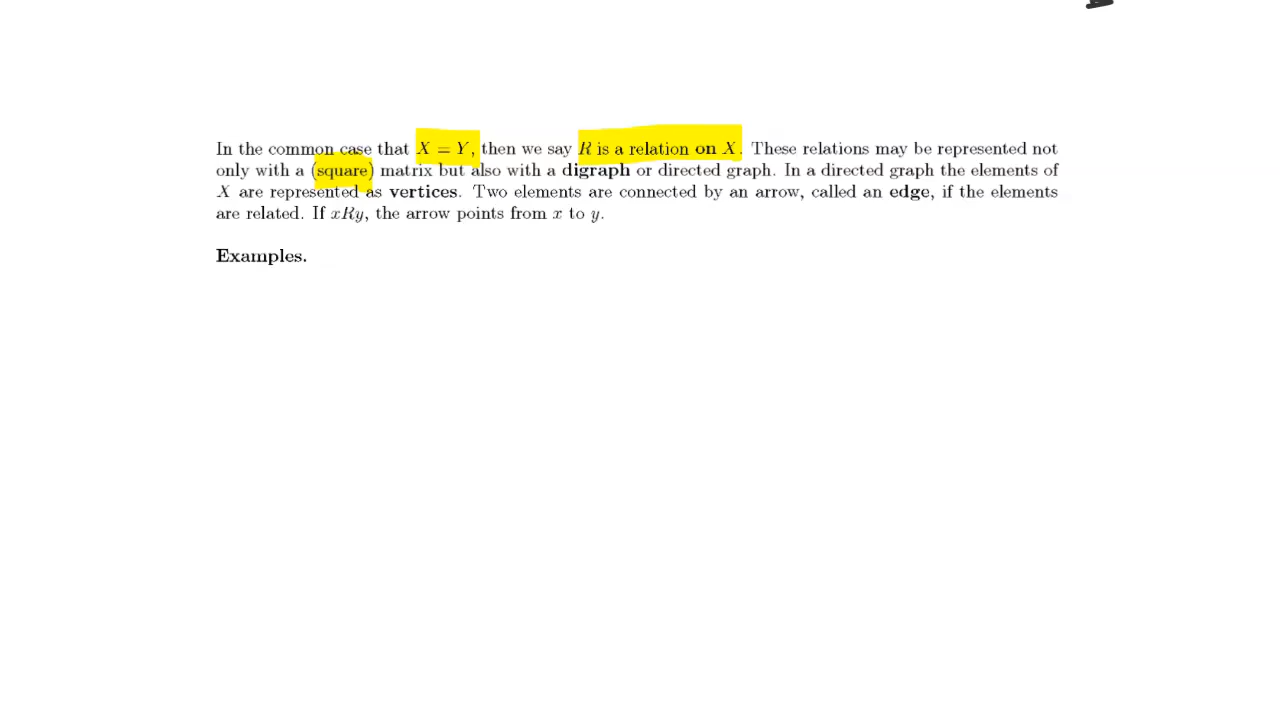 In the common case that X = Y, then we say R is a relation on X. These relations may be represented not
only with a (square) matrix but also with a digraph or directed graph. In a directed graph the elements of
X are represented as vertices. Two elements are connected by an arrow, called an edge, if the elements
are related. If xRy, the arrow points from x to y.
Examples.